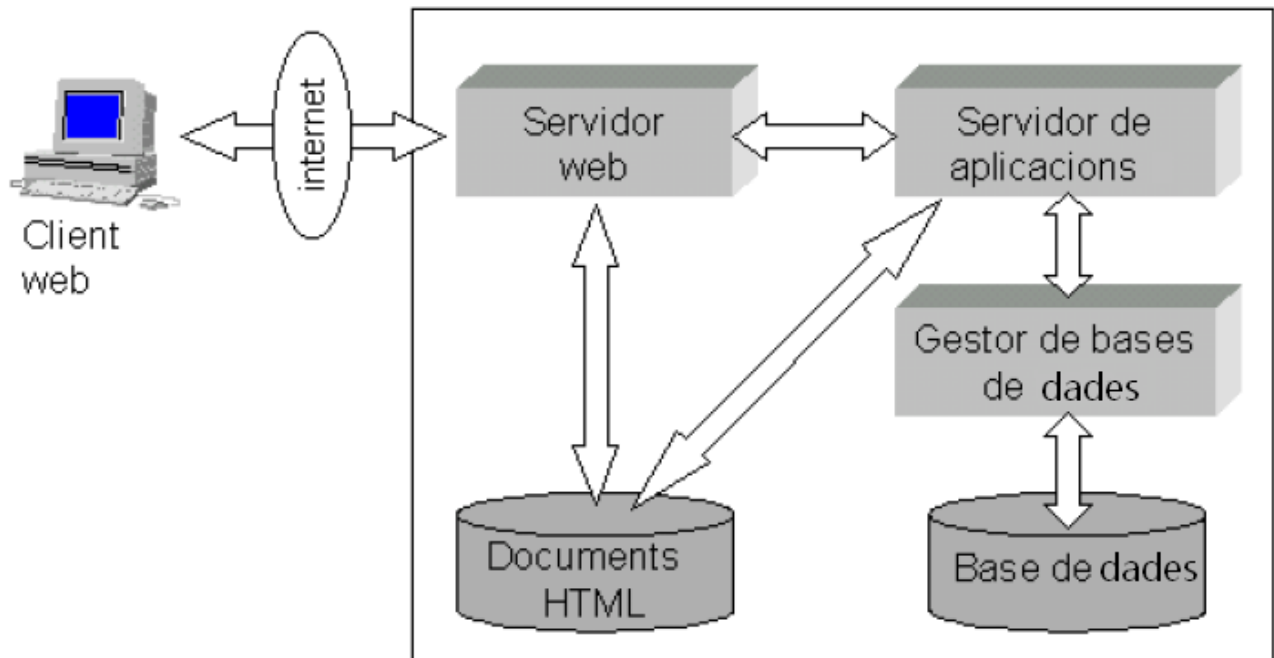 Client
web
internet
Servidor
web
Servidor de
aplicacions
Gestor de bases
de dades
Documents
HTML
Base de dades